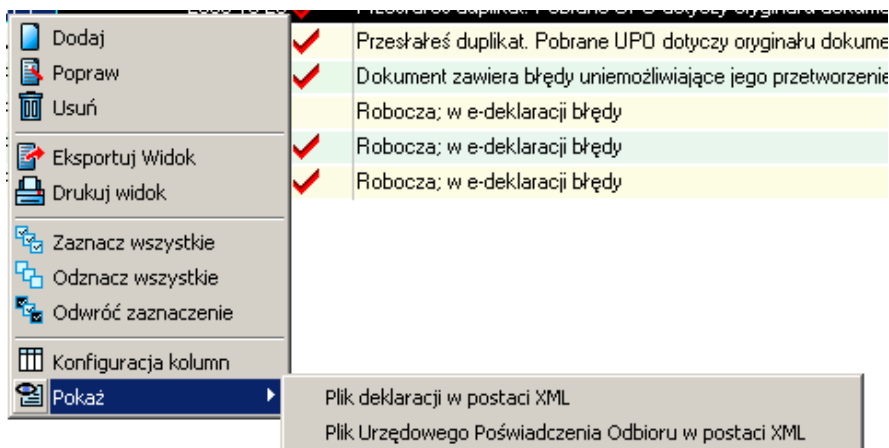 Dodaj
Przesłałeś duplikat. Pobrane UPO dotyczy oryginału
Popraw
Dokument zawiera błędy uniemożliwiające jego przetworzenie
Usuń
Robocza; w e-deklaracji błędy
Eksportuj Widok
Robocza; w e-deklaracji błędy
Drukuj widok
Robocza; w e-deklaracji błędy
Zaznacz wszystkie
Odznacz wszystkie
Odwróć zaznaczenie
Konfiguracja kolumn
Pokaż
Plik deklaracji w postaci XML
Plik Urzędowego Poświadczenia Odbioru w postaci XML